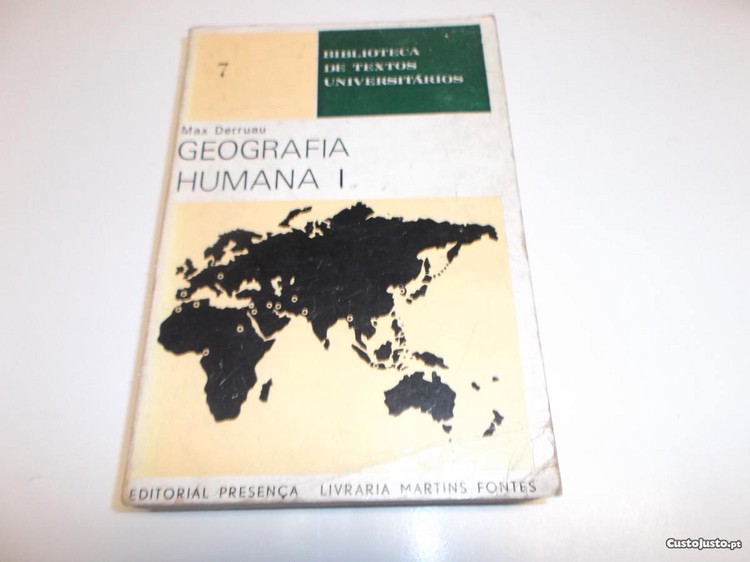 7
BIBLIOTECA
DE TEXTOS
UNIVERSITÁRIOS
Max Derruau
GEOGRAFIA
HUMANA I
EDITORIAL PRESENÇA LIVRARIA MARTINS FONTES
CustoJusto.pt